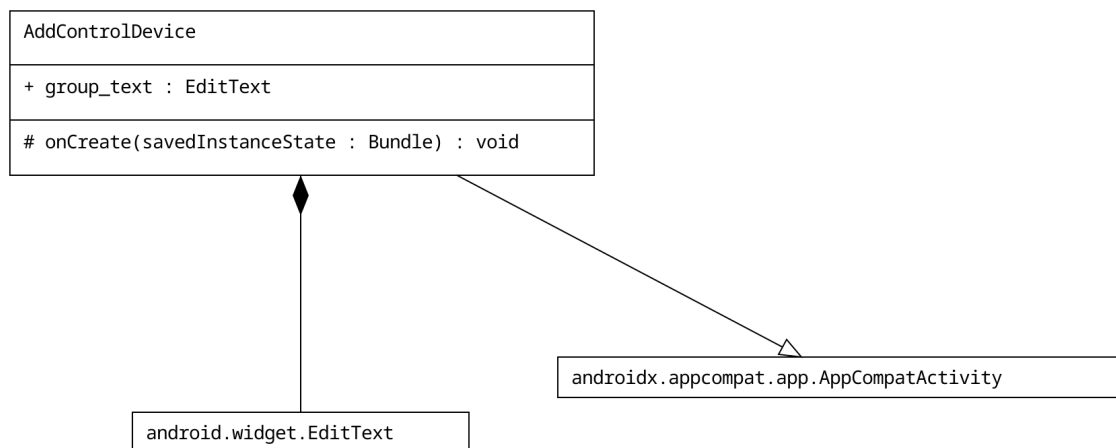 AddControlDevice
+ group_text : EditText
# onCreate(savedInstanceState : Bundle) : void
androidx.appcompat.app.AppCompatActivity
android.widget.EditText